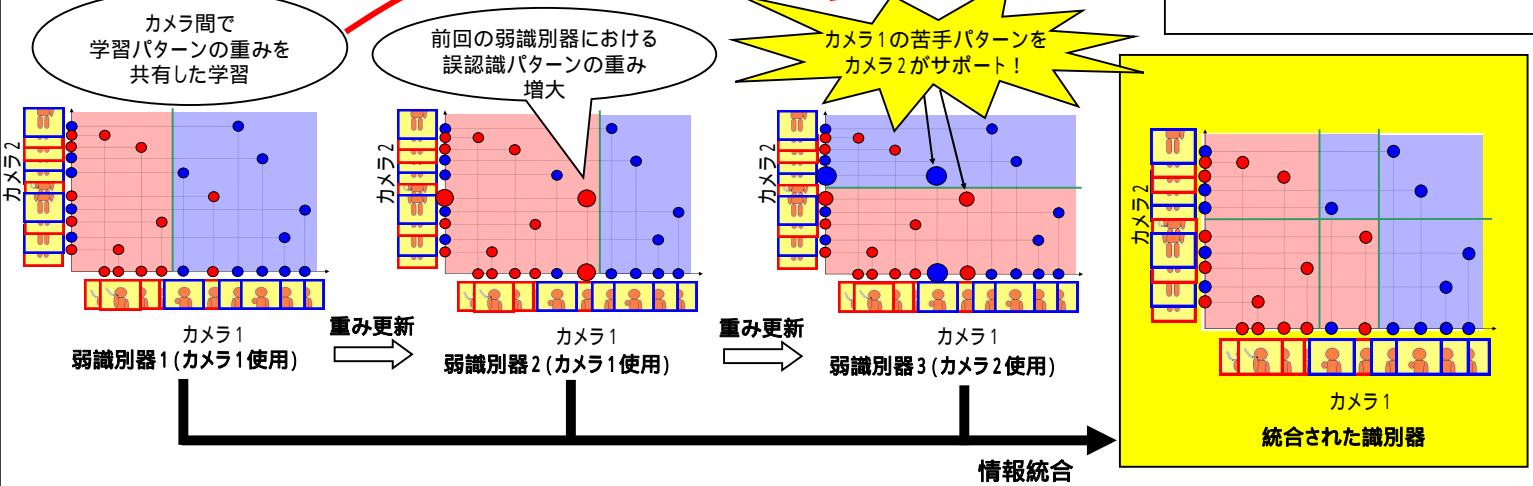 カメラ間で
学習パターンの重みを
共有した学習
前回の弱識別器における
誤認識パターンの重み
増大
カメラ1の苦手パターンを
カメラ2がサポート！
カメラ2
カメラ1
弱識別器1(カメラ1使用)
重み更新
カメラ2
カメラ1
弱識別器2(カメラ1使用)
重み更新
カメラ2
カメラ1
弱識別器3(カメラ2使用)
カメラ2
カメラ1
統合された識別器
情報統合